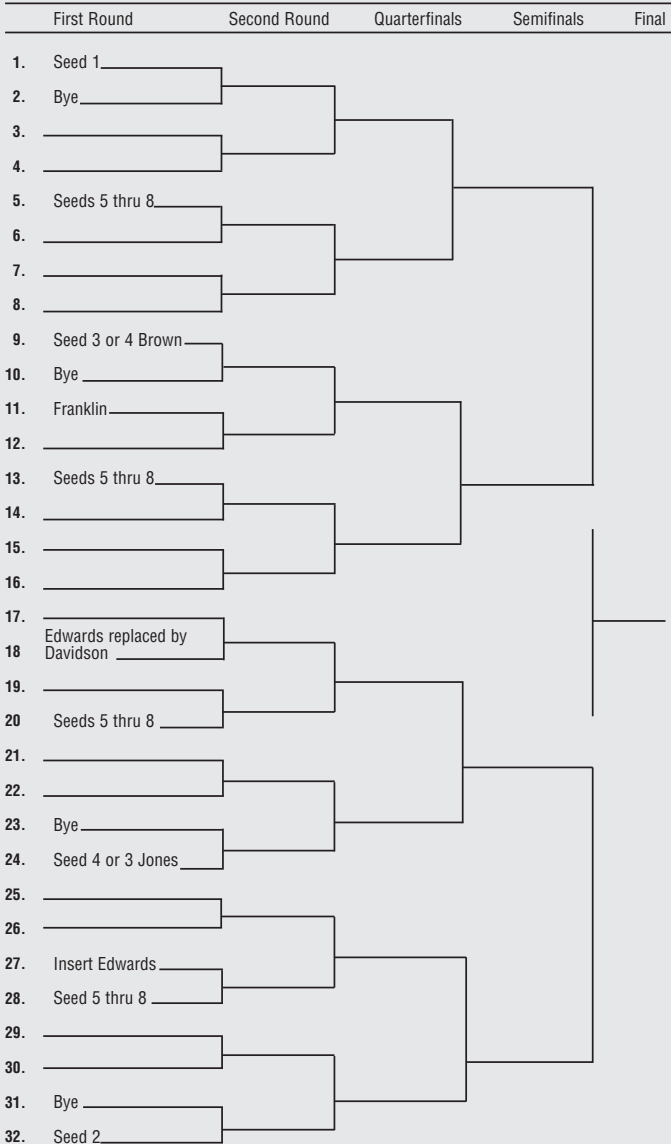 First Round Second Round Quarterfinals Semifinals Final
1. Seed 1
2. Bye
3.
4.
5. Seeds 5 thru 8
6.
7.
8.
9. Seed 3 or 4 Brown
10. Bye
11. Franklin
12.
13. Seeds 5 thru 8
14.
15.
16.
17.
18 Edwards replaced by
Davidson
19.
20 Seeds 5 thru 8
21.
22.
23. Bye
24. Seed 4 or 3 Jones
25.
26.
27. Insert Edwards
28. Seed 5 thru 8
29.
30.
31. Bye
32. Seed 2